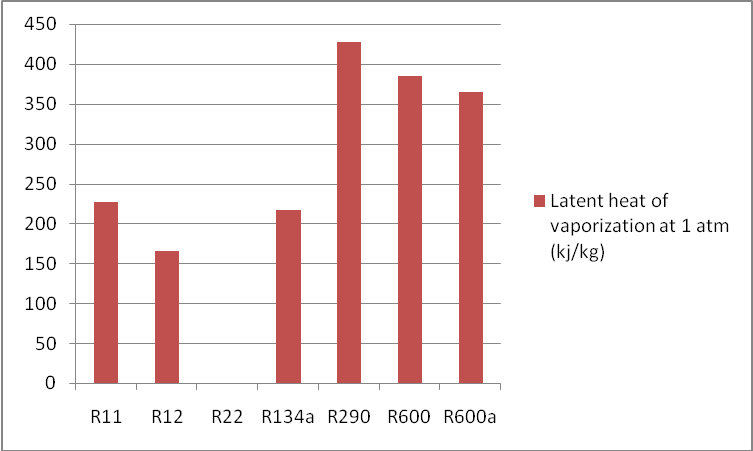 450
400
350
300
250
200
150
100
50
0
R11 R12 R22 R134a R290 R600 R600a
Latent heat of
vaporization at 1 atm
(kj/kg)